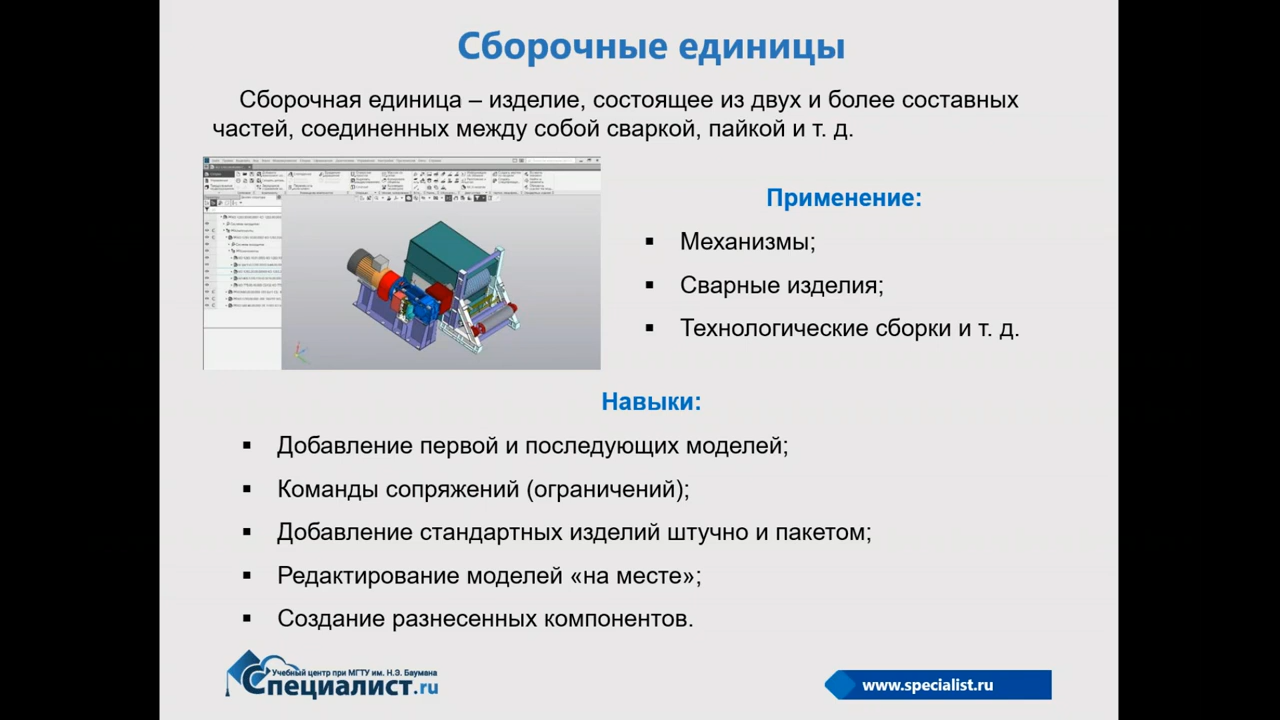 Сборочные единицы
Сборочная единица – изделие, состоящее из двух и более составных
частей, соединенных между собой сваркой, пайкой и т. д.
Применение:
▪ Механизмы;
▪ Сварные изделия;
▪ Технологические сборки и т. д.
Навыки:
▪ Добавление первой и последующих моделей;
▪ Команды сопряжений (ограничений);
▪ Добавление стандартных изделий штучно и пакетом;
▪ Редактирование моделей «на месте»;
▪ Создание разнесенных компонентов.
Учебный центр при МГТУ им. Н.Э. Баумана
Специалист.ru
www.specialist.ru